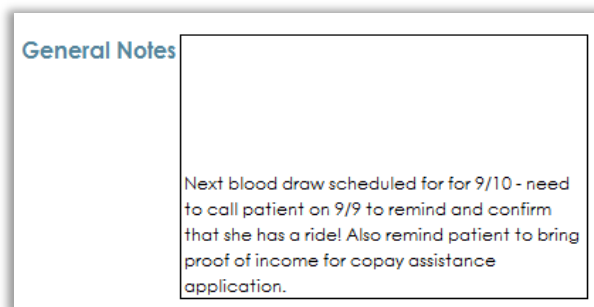 General Notes
Next blood draw scheduled for for 9/10 - need
to call patient on 9/9 to remind and confirm
that she has a ride! Also remind patient to bring
proof of income for copay assistance
application.